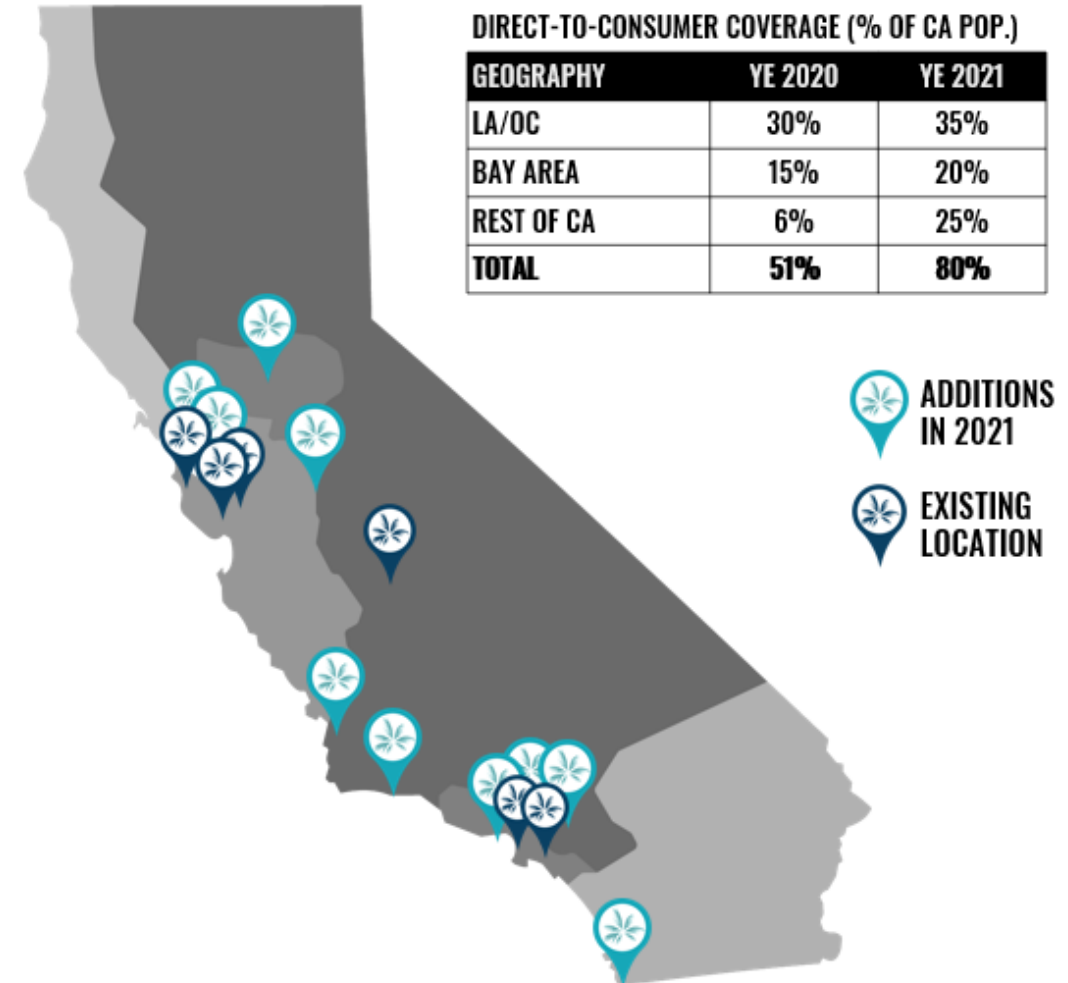 DIRECT-TO-CONSUMER COVERAGE (% OF CA POP.)
GEOGRAPHY YE 2020 YE 2021
LA/OC 30% 35%
BAY AREA 15% 20%
REST OF CA 6% 25%
TOTAL 51% 80%
ADDITIONS
IN 2021
EXISTING
LOCATION